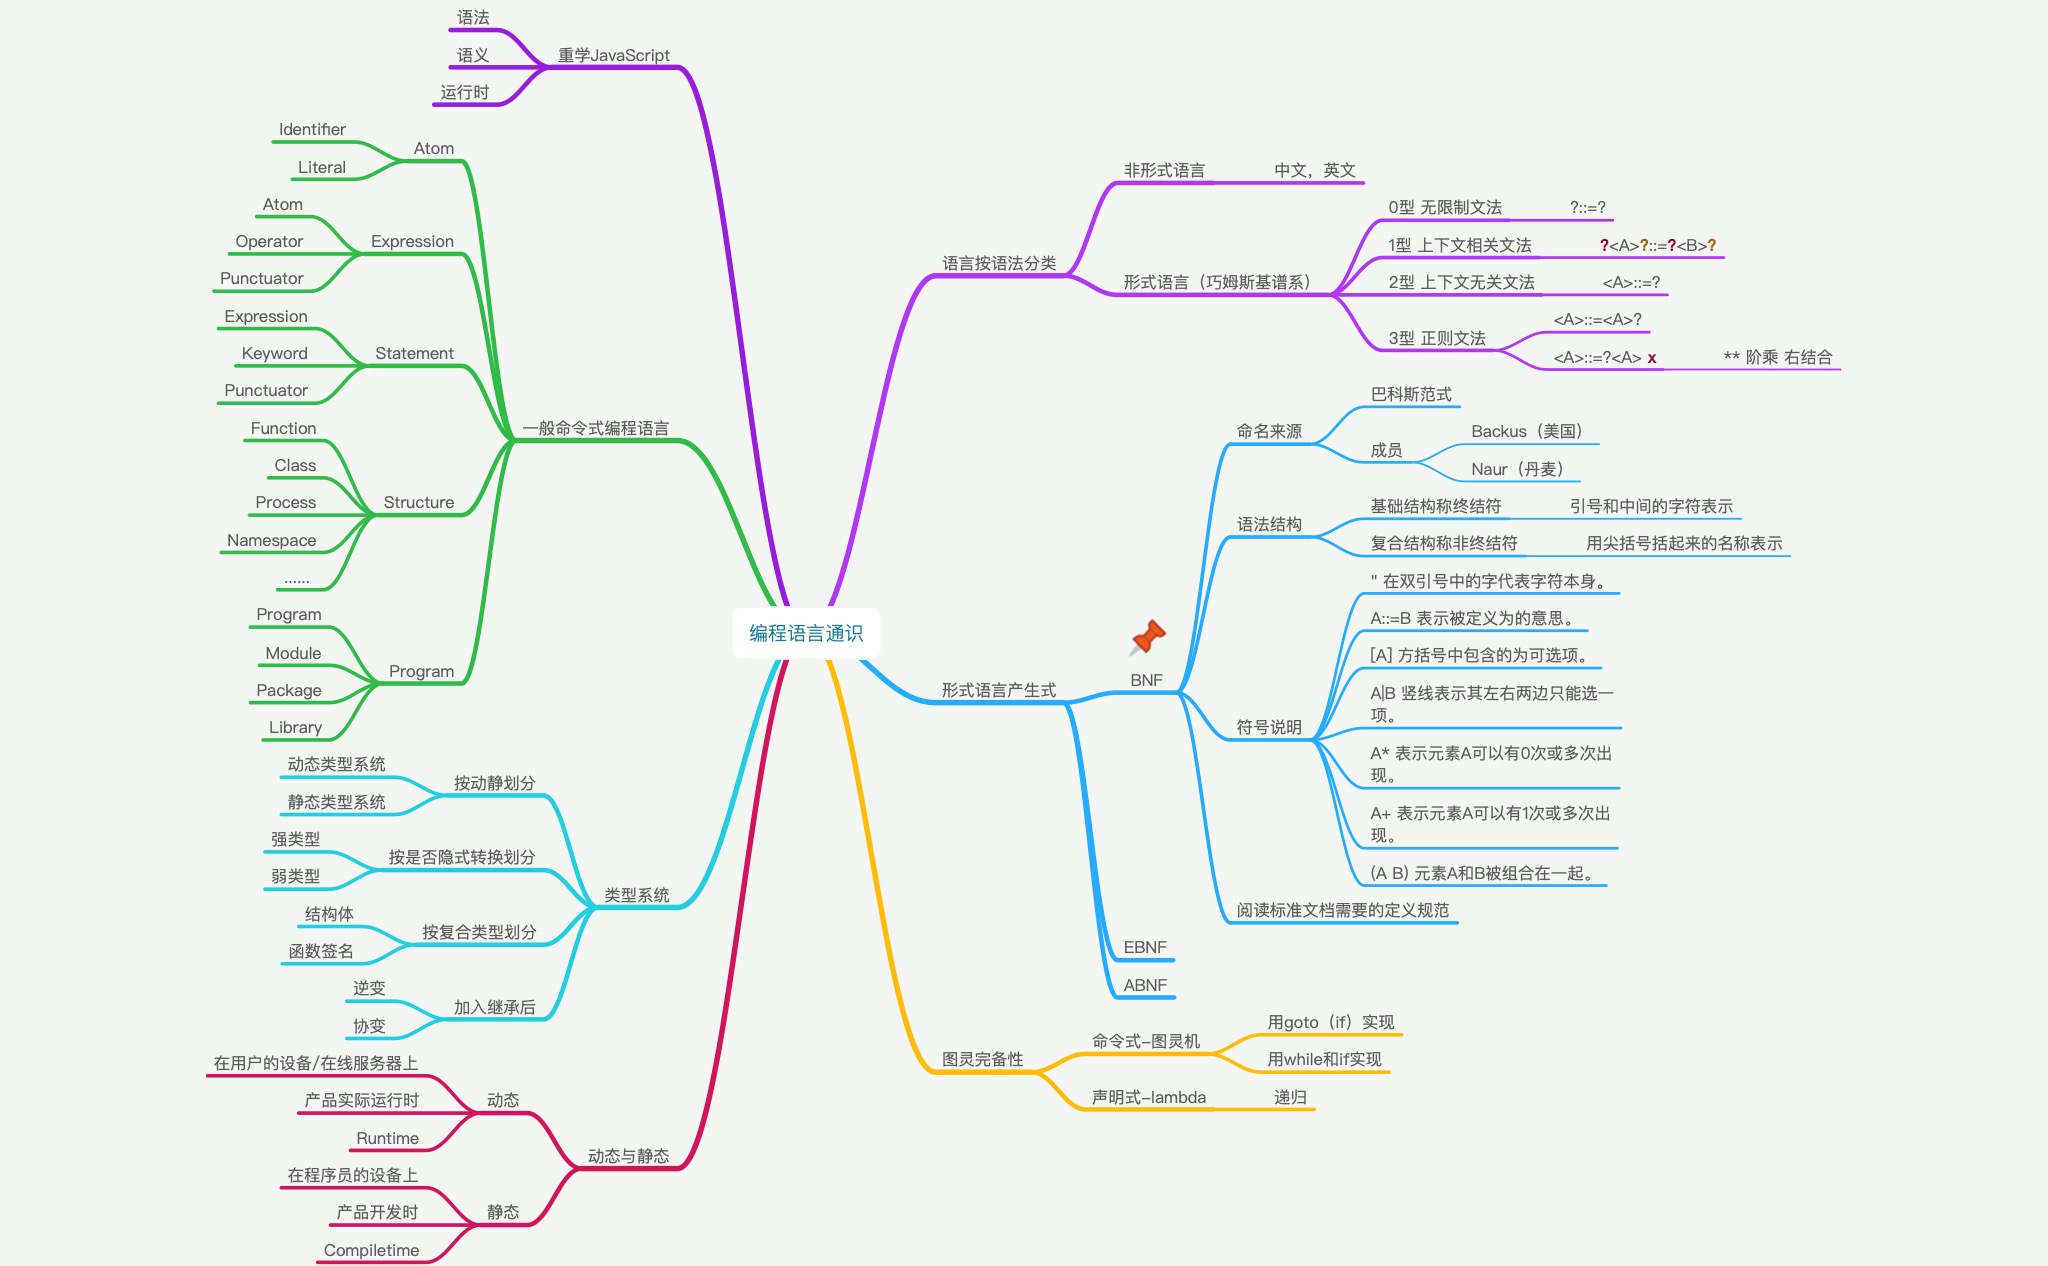 编程语言通识
重学JavaScript
语法
语义
运行时
一般命令式编程语言
Atom
Identifier
Literal
Expression
Atom
Operator
Punctuator
Statement
Expression
Keyword
Punctuator
Structure
Function
Class
Process
Namespace
......
Program
Program
Module
Package
Library
类型系统
按动静划分
动态类型系统
静态类型系统
按是否隐式转换划分
强类型
弱类型
按复合类型划分
结构体
函数签名
加入继承后
逆变
协变
动态与静态
动态
在用户的设备/在线服务器上
产品实际运行时
Runtime
静态
在程序员的设备上
产品开发时
Compiletime
语言按语法分类
非形式语言
中文，英文
形式语言（巧姆斯基谱系）
0型 无限制文法
?::=?
1型 上下文相关文法
?<A>?::=?<B>?
2型 上下文无关文法
<A>::=?
3型 正则文法
<A>::=<A>?
<A>::=?<A> x
** 阶乘 右结合
形式语言产生式
BNF
命名来源
巴科斯范式
成员
Backus（美国）
Naur（丹麦）
语法结构
基础结构称终结符
引号和中间的字符表示
复合结构称非终结符
用尖括号括起来的名称表示
符号说明
" 在双引号中的字代表字符本身。
A::=B 表示被定义为的意思。
[A] 方括号中包含的为可选项。
A|B 竖线表示其左右两边只能选一
项。
A* 表示元素A可以有0次或多次出
现。
A+ 表示元素A可以有1次或多次出
现。
(A B) 元素A和B被组合在一起。
阅读标准文档需要的定义规范
EBNF
ABNF
图灵完备性
命令式–图灵机
用goto（if）实现
用while和if实现
声明式–lambda
递归